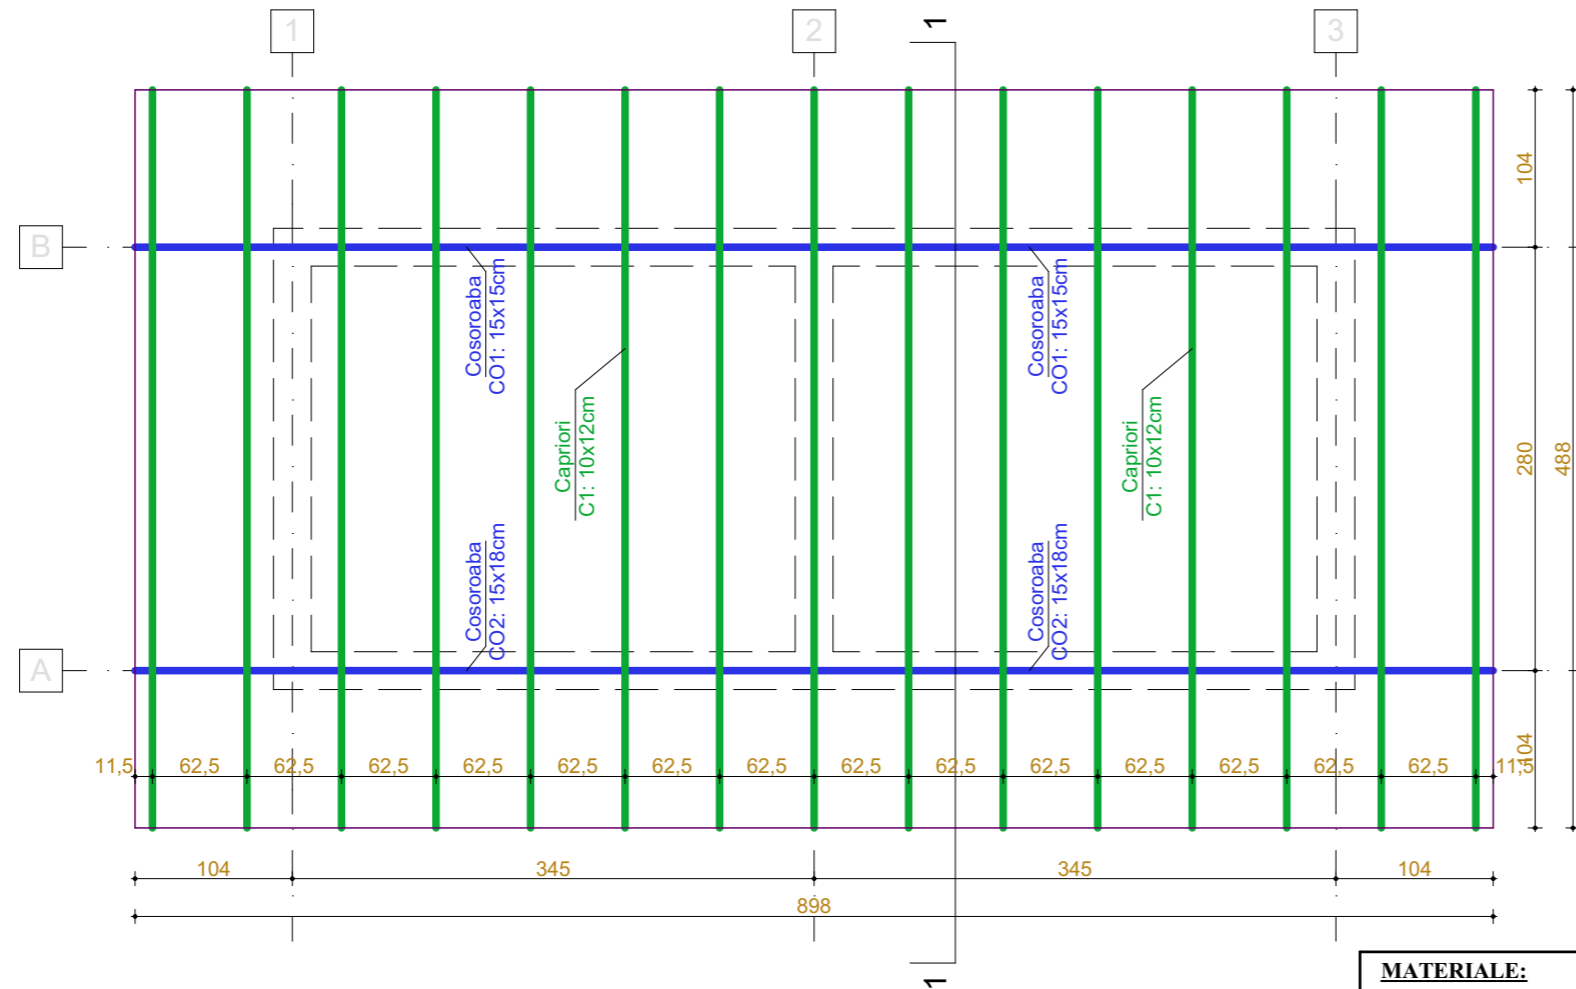 1
2
3
1
B
A
104
280
488
104
Cosoroaba
CO1: 15x15cm
Cosoroaba
CO1: 15x15cm
Capriori
C1: 10x12cm
Capriori
C1: 10x12cm
Cosoroaba
CO2: 15x18cm
Cosoroaba
CO2: 15x18cm
11,5 62,5 62,5 62,5 62,5 62,5 62,5 62,5 62,5 62,5 62,5 62,5 62,5 62,5 62,5 11,5
104 345 345 104
898
1
MATERIALE: